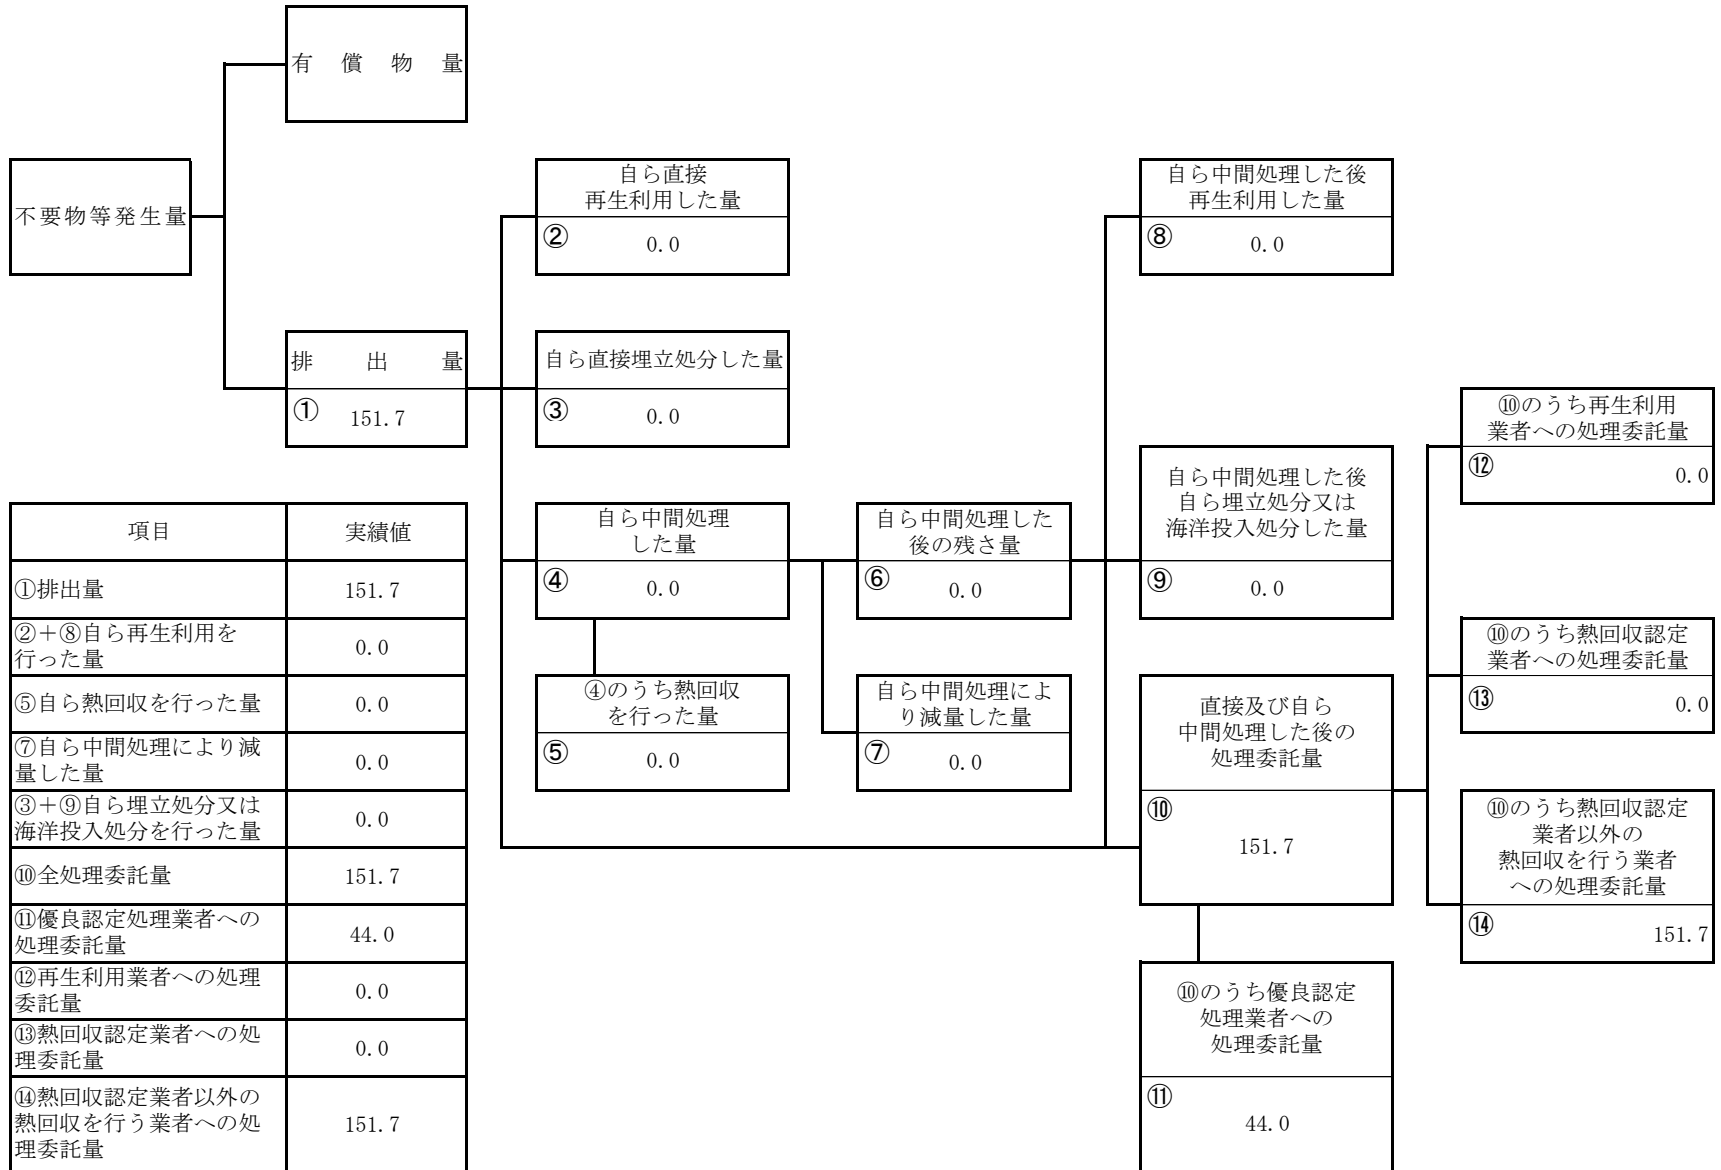 有償物量
不要物等発生量
自ら直接
再生利用した量
② 0.0
自ら中間処理した後
再生利用した量
⑧ 0.0
排出量
① 151.7
自ら直接埋立処分した量
③ 0.0
⑩のうち再生利用
業者への処理委託量
⑫ 0.0
自ら中間処理
した量
④ 0.0
自ら中間処理した
後の残さ量
⑥ 0.0
自ら中間処理した後
自ら埋立処分又は
海洋投入処分した量
⑨ 0.0
⑩のうち熱回収認定
業者への処理委託量
⑬ 0.0
④のうち熱回収
を行った量
⑤ 0.0
自ら中間処理によ
り減量した量
⑦ 0.0
直接及び自ら
中間処理した後の
処理委託量
⑩
151.7
⑩のうち熱回収認定
業者以外の
熱回収を行う業者
への処理委託量
⑭ 151.7
⑩のうち優良認定
処理業者への
処理委託量
⑪
44.0
項目 実績値
①排出量 151.7
②＋⑧自ら再生利用を
行った量 0.0
⑤自ら熱回収を行った量 0.0
⑦自ら中間処理により減
量した量 0.0
③＋⑨自ら埋立処分又は
海洋投入処分を行った量 0.0
⑩全処理委託量 151.7
⑪優良認定処理業者への
処理委託量 44.0
⑫再生利用業者への処理
委託量 0.0
⑬熱回収認定業者への処
理委託量 0.0
⑭熱回収認定業者以外の
熱回収を行う業者への処
理委託量 151.7